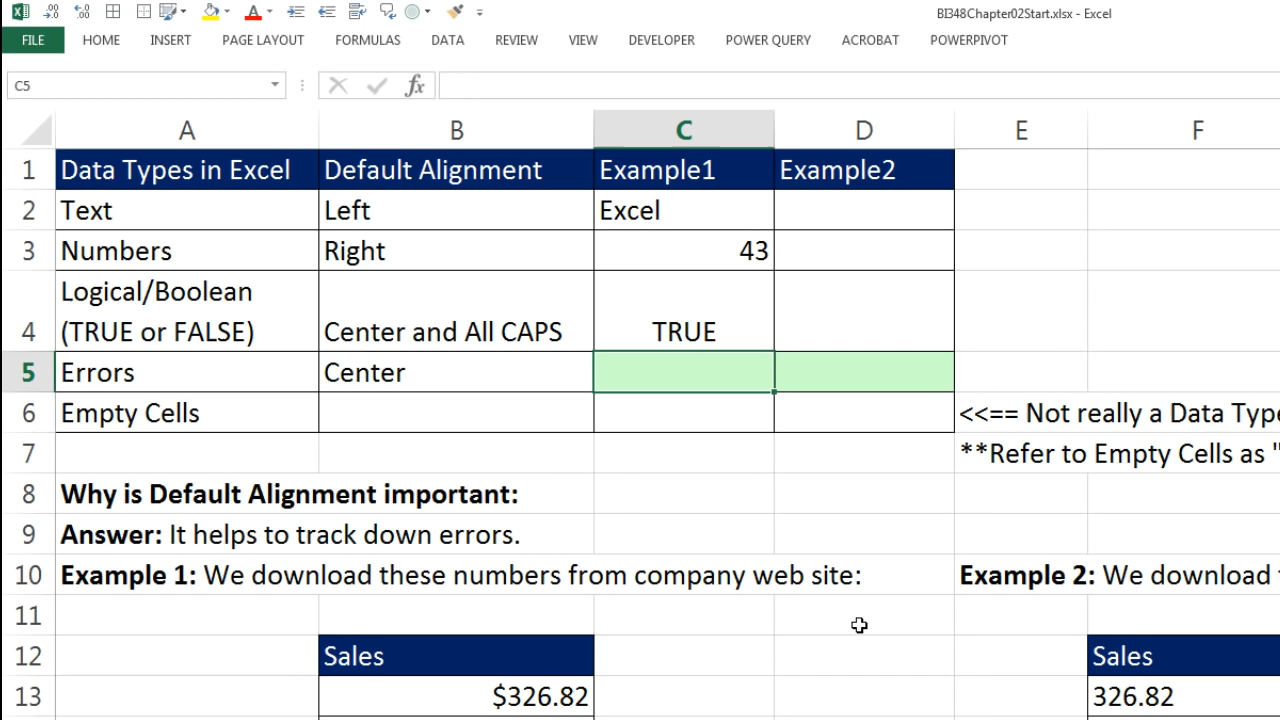 BI348Chapter02Start.xlsx - Excel
FILE HOME INSERT PAGE LAYOUT FORMULAS DATA REVIEW VIEW DEVELOPER POWER QUERY ACROBAT POWERPIVOT
C5 fx
A B C D E F
1 Data Types in Excel Default Alignment Example1 Example2
2 Text Left Excel
3 Numbers Right 43
Logical/Boolean
4 (TRUE or FALSE) Center and All CAPS TRUE
5 Errors Center
6 Empty Cells <<== Not really a Data Type
7 **Refer to Empty Cells as "
8 Why is Default Alignment important:
9 Answer: It helps to track down errors.
10 Example 1: We download these numbers from company web site: Example 2: We download
11
12 Sales Sales
13 $326.82 326.82